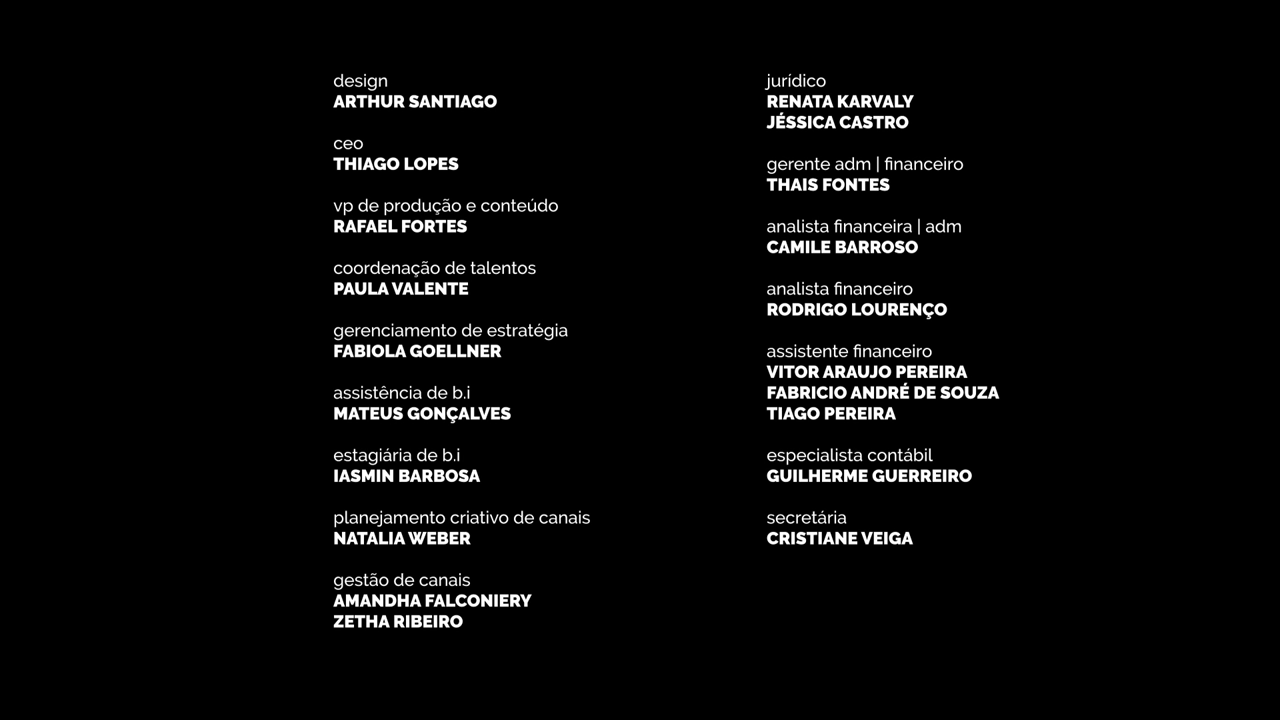 design
ARTHUR SANTIAGO
ceo
THIAGO LOPES
vp de produção e conteúdo
RAFAEL FORTES
coordenação de talentos
PAULA VALENTE
gerenciamento de estratégia
FABIOLA GOELLNER
assistência de b.i
MATEUS GONÇALVES
estagiária de b.i
IASMIN BARBOSA
planejamento criativo de canais
NATALIA WEBER
gestão de canais
AMANDHA FALCONIERY
ZETHA RIBEIRO
jurídico
RENATA KARVALY
JÉSSICA CASTRO
gerente adm | financeiro
THAIS FONTES
analista financeira | adm
CAMILE BARROSO
analista financeiro
RODRIGO LOURENÇO
assistente financeiro
VITOR ARAUJO PEREIRA
FABRICIO ANDRÉ DE SOUZA
TIAGO PEREIRA
especialista contábil
GUILHERME GUERREIRO
secretária
CRISTIANE VEIGA